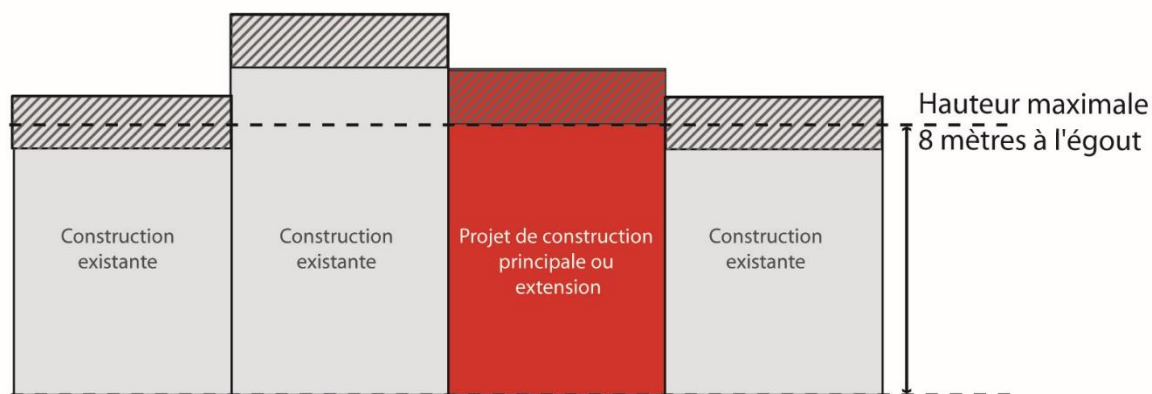 Hauteur maximale
8 mètres à l'égout
Construction
existante
Construction
existante
Projet de construction
principale ou
extension
Construction
existante